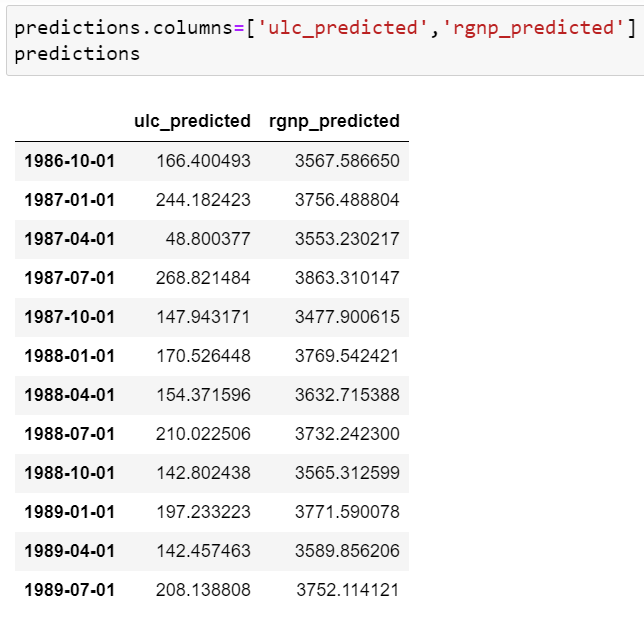 predictions.columns=['ulc_predicted','rgnp_predicted']
predictions
ulc_predicted rgnp_predicted
1986-10-01 166.400493 3567.586650
1987-01-01 244.182423 3756.488804
1987-04-01 48.800377 3553.230217
1987-07-01 268.821484 3863.310147
1987-10-01 147.943171 3477.900615
1988-01-01 170.526448 3769.542421
1988-04-01 154.371596 3632.715388
1988-07-01 210.022506 3732.242300
1988-10-01 142.802438 3565.312599
1989-01-01 197.233223 3771.590078
1989-04-01 142.457463 3589.856206
1989-07-01 208.138808 3752.114121